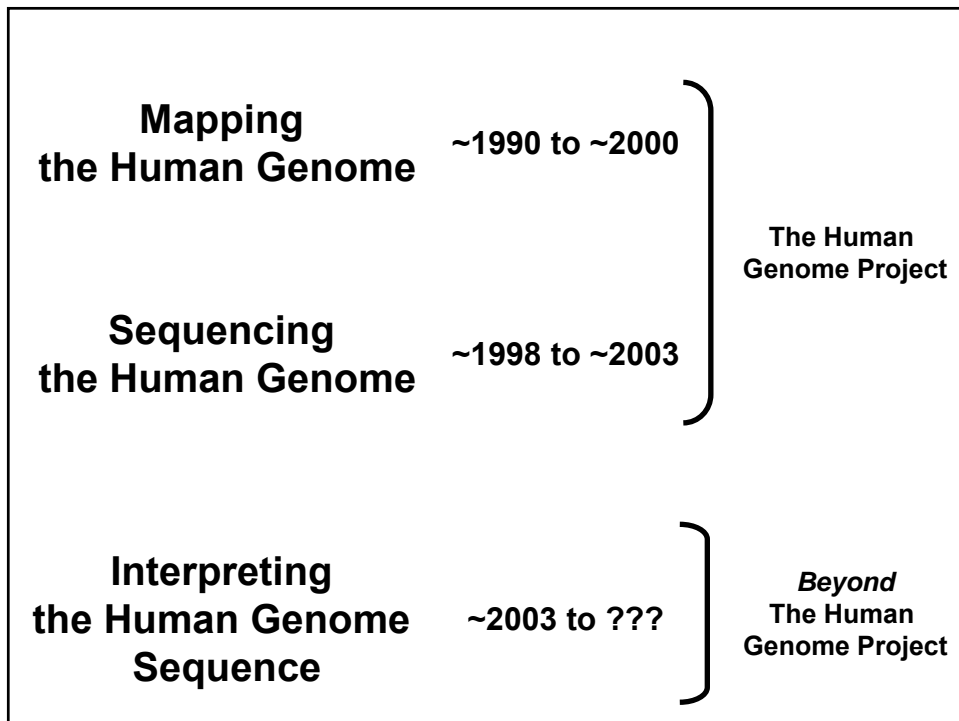 Mapping
the Human Genome
~1990 to ~2000
The Human
Genome Project
Sequencing
the Human Genome
~1998 to ~2003
Interpreting
the Human Genome
Sequence
~2003 to ???
Beyond
The Human
Genome Project